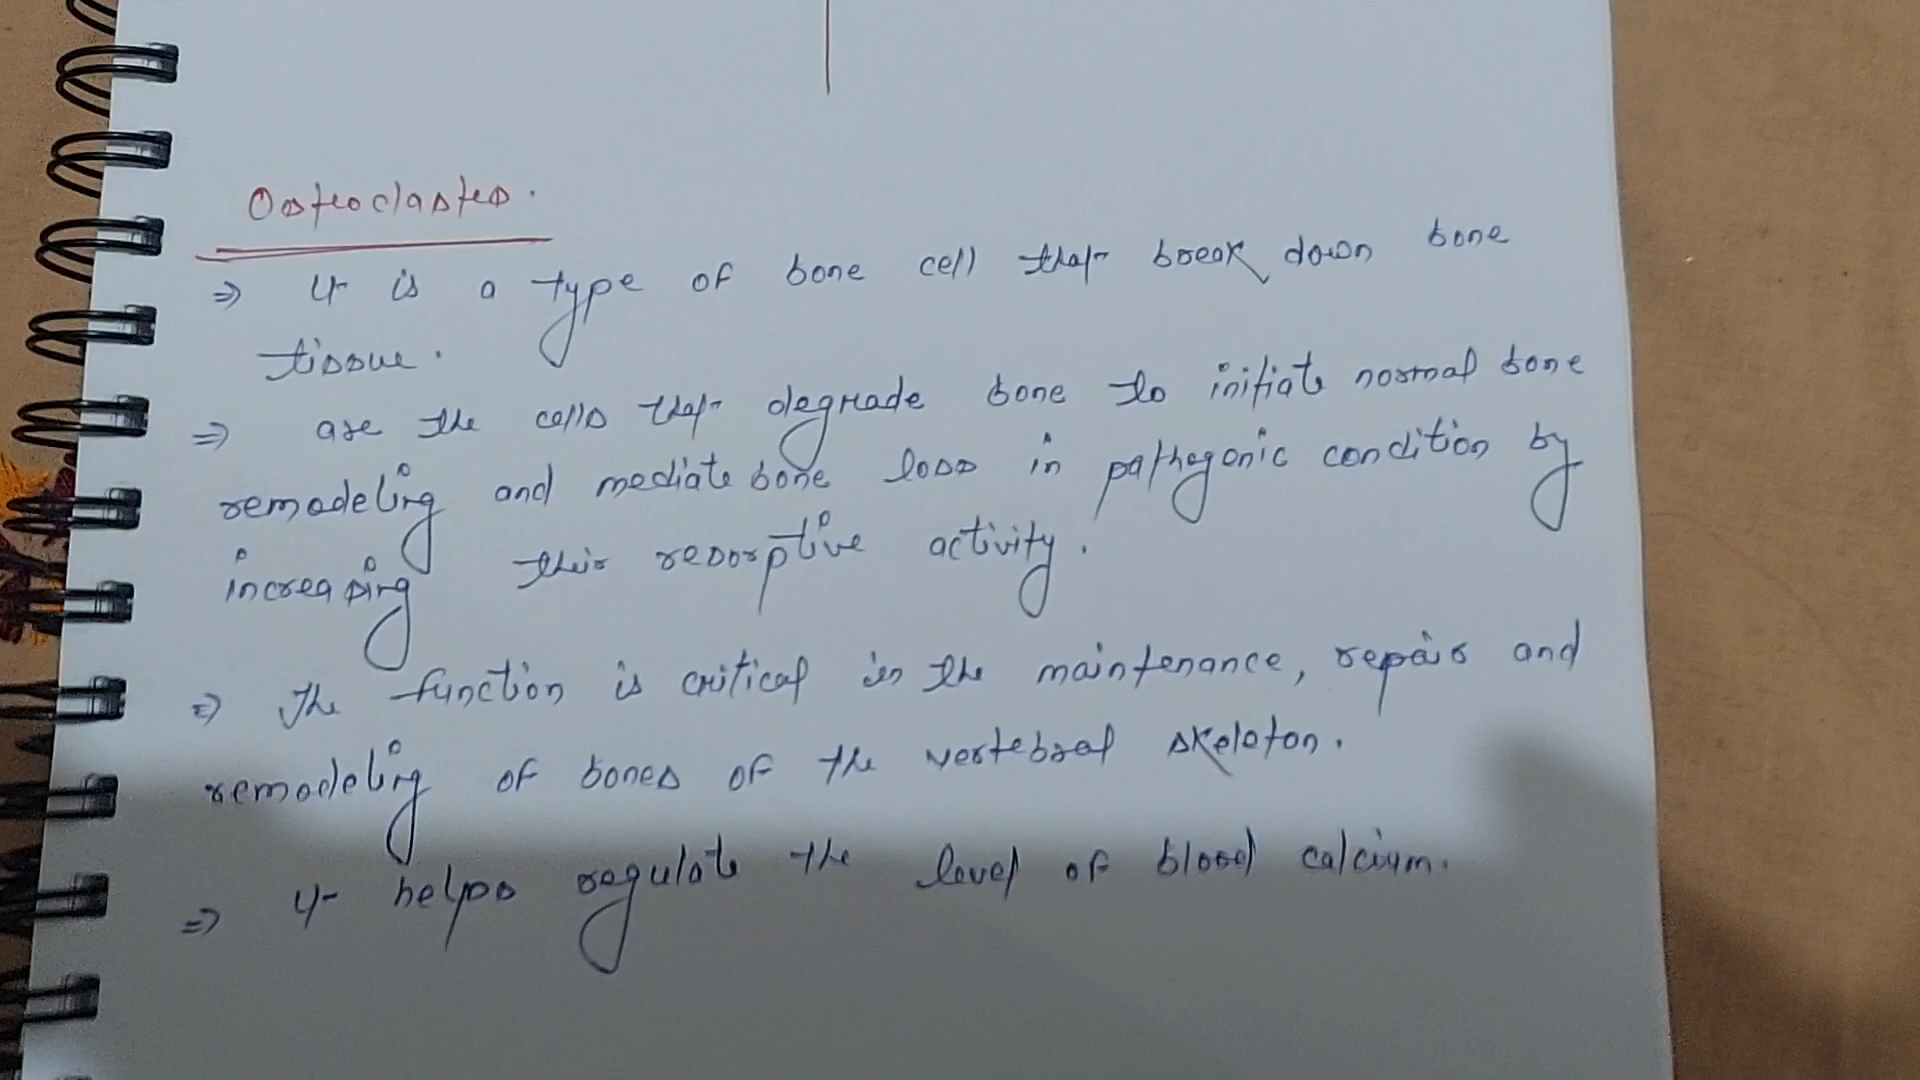 Osteoclastes.
⇒ It is a type of bone cell that break down bone
tissue.
⇒ are the cells that degrade bone to initiate normal bone
remodeling and mediate bone loss in pathogenic condition by
increasing their resorptive activity.
⇒ The function is critical in the maintenance, repair and
remodeling of bones of the vertebral skeleton.
⇒ It helps regulate the level of blood calcium.